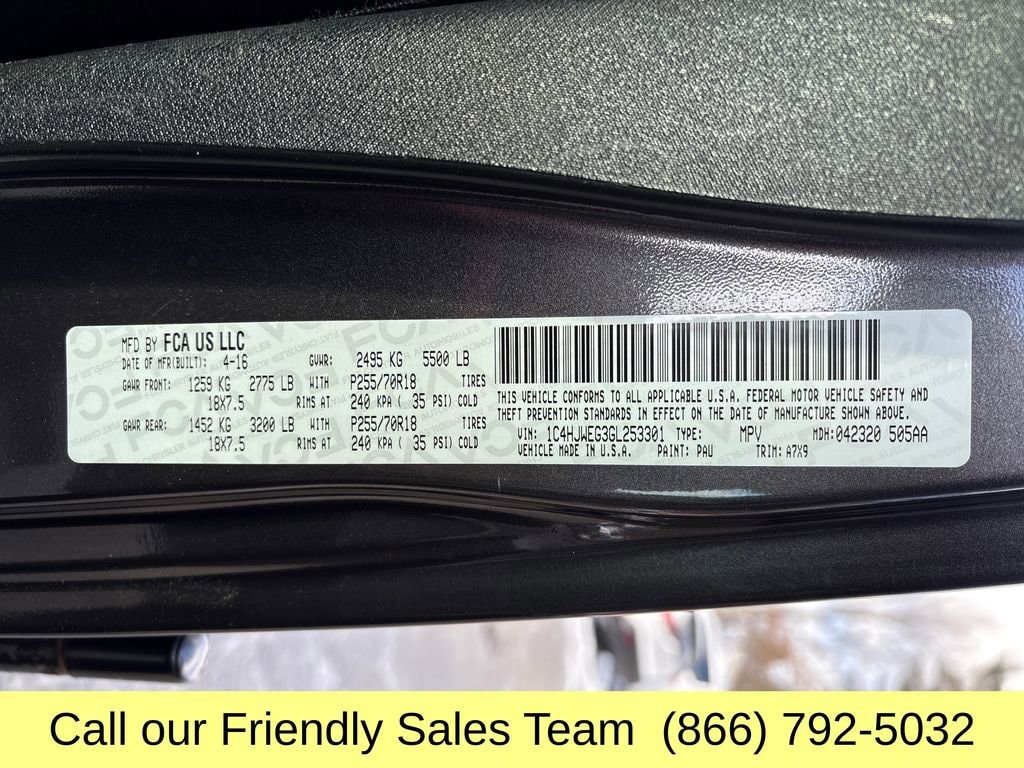 MFD BY FCA US LLC
DATE OF MFR(BUILT): 4-16 GVWR: 2495 KG 5500 LB
GAWR FRONT: 1259 KG 2775 LB WITH P255/70R18 TIRES
18X7.5 RIMS AT 240 KPA ( 35 PSI) COLD
GAWR REAR: 1452 KG 3200 LB WITH P255/70R18 TIRES
18X7.5 RIMS AT 240 KPA ( 35 PSI) COLD
THIS VEHICLE CONFORMS TO ALL APPLICABLE U.S.A. FEDERAL MOTOR VEHICLE SAFETY AND
THEFT PREVENTION STANDARDS IN EFFECT ON THE DATE OF MANUFACTURE SHOWN ABOVE.
VIN: 1C4HJWEG3GL253301 TYPE: MPV MDH: 042320 505AA
VEHICLE MADE IN U.S.A. PAINT: PAU TRIM: A7X9
Call our Friendly Sales Team (866) 792-5032